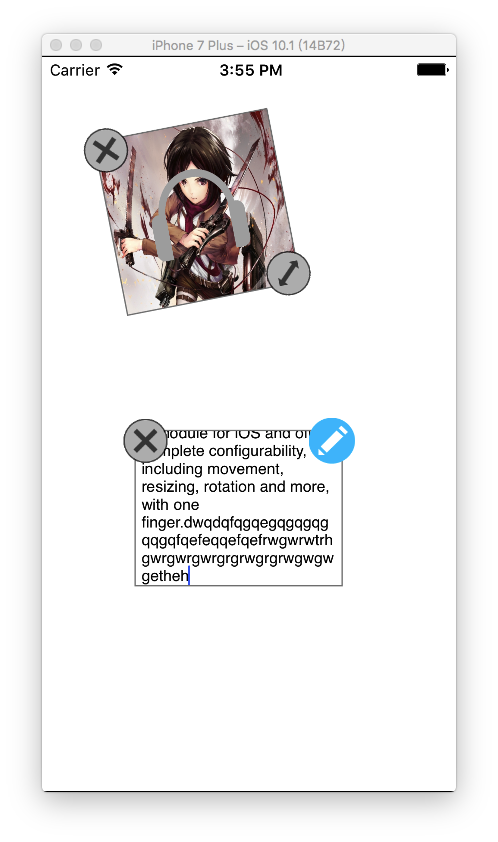 iPhone 7 Plus – iOS 10.1 (14B72)
Carrier 3:55 PM
module for iOS and
complete configurability,
including movement,
resizing, rotation and more,
with one
finger.dwqdqfqgqegqgqgqg
qqgqfqefeqqefqefrwgwrwtrh
gwrgwrgwrgrgrwgrgrwgwgw
getheh